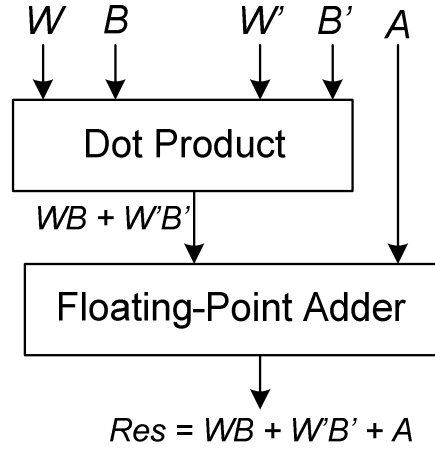 W B W' B' A
Dot Product
WB + W'B'
Floating-Point Adder
Res = WB + W'B' + A